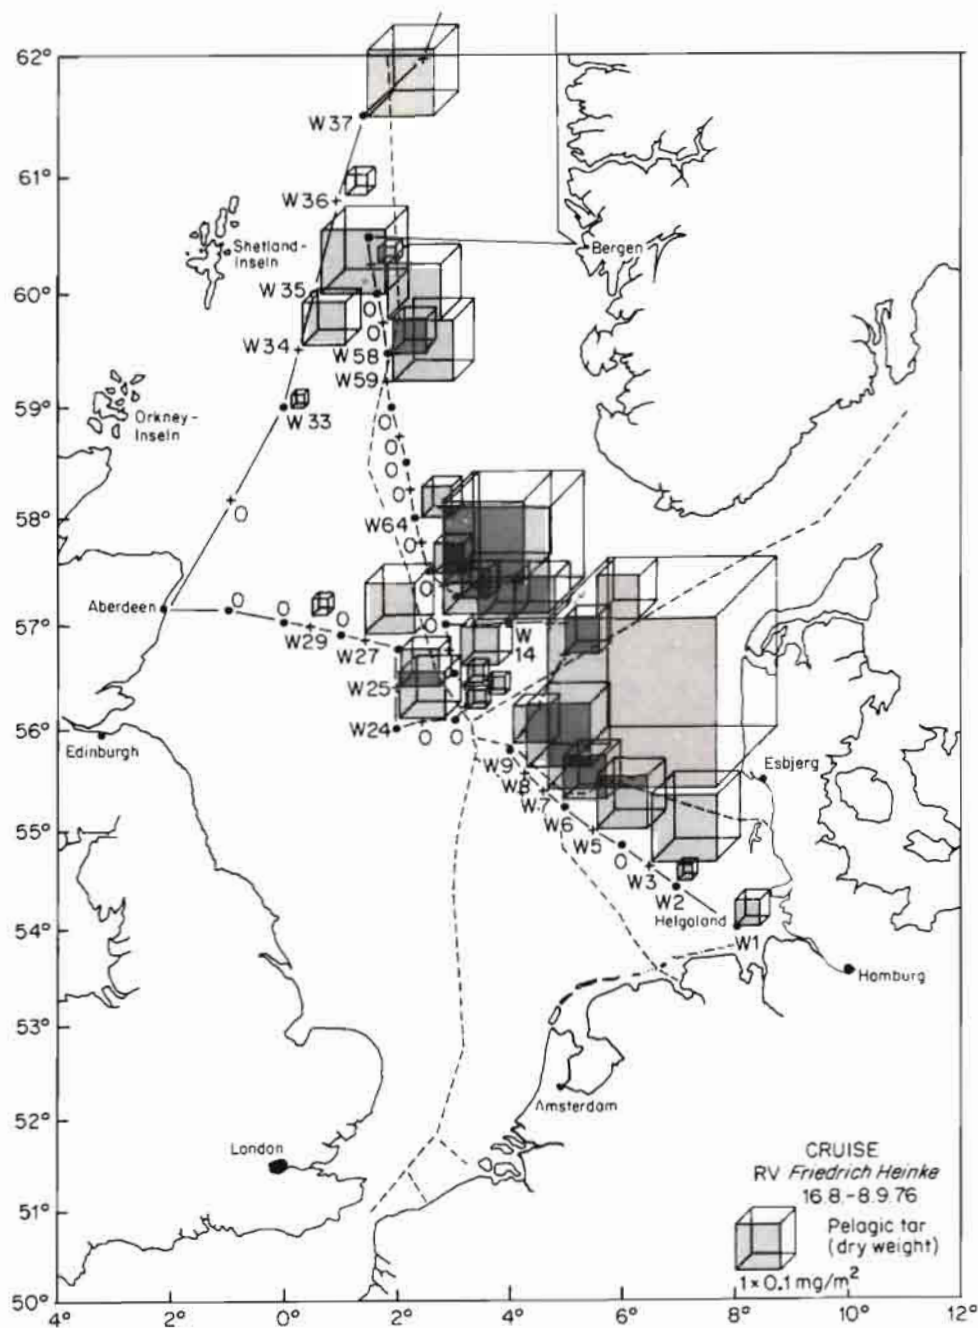 62°
W37
61°
W36
Shetland-
Inseln
Bergen
60°
W35
O
O
W34
W58
W59
59°
Orkney-
Inseln
W33
O
O
O
O
O
58°
W64
O
O
Aberdeen
O
O
O
O
57°
W29
W27
W
14
W25
56°
W24
O
O
Edinburgh
W9
W8
W7
W6
W5
Esbjerg
55°
O
W3
W2
54°
Helgoland
W1
Homburg
53°
Amsterdam
52°
London
51°
CRUISE
RV Friedrich Heinke
16.8.-8.9.76
Pelagic tar
(dry weight)
1 × 0.1 mg/m²
50°
4° 2° 0° 2° 4° 6° 8° 10° 12°